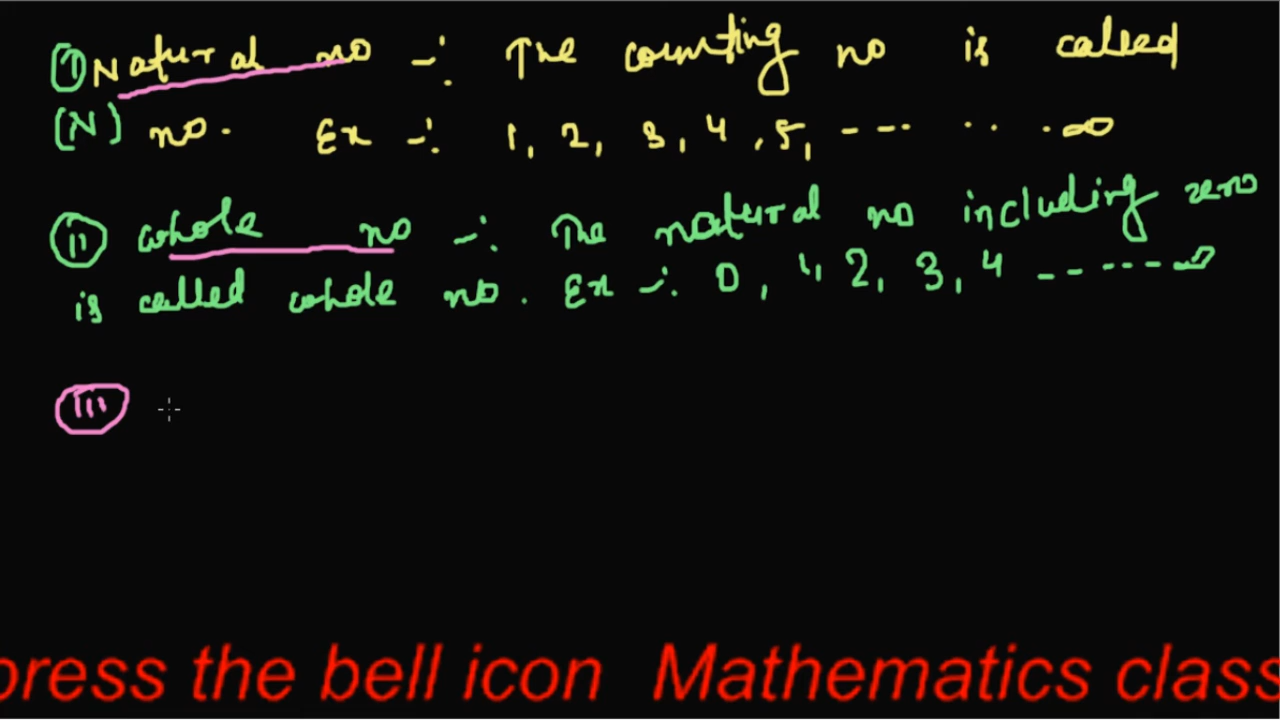 (i) Natural no -: The counting no is called
(N) no. Ex -: 1, 2, 3, 4, 5, ---- ... ∞
(ii) whole no -: The natural no including zero
is called whole no. Ex -: 0, 1, 2, 3, 4 ------ ∞
(iii)
press the bell icon Mathematics class